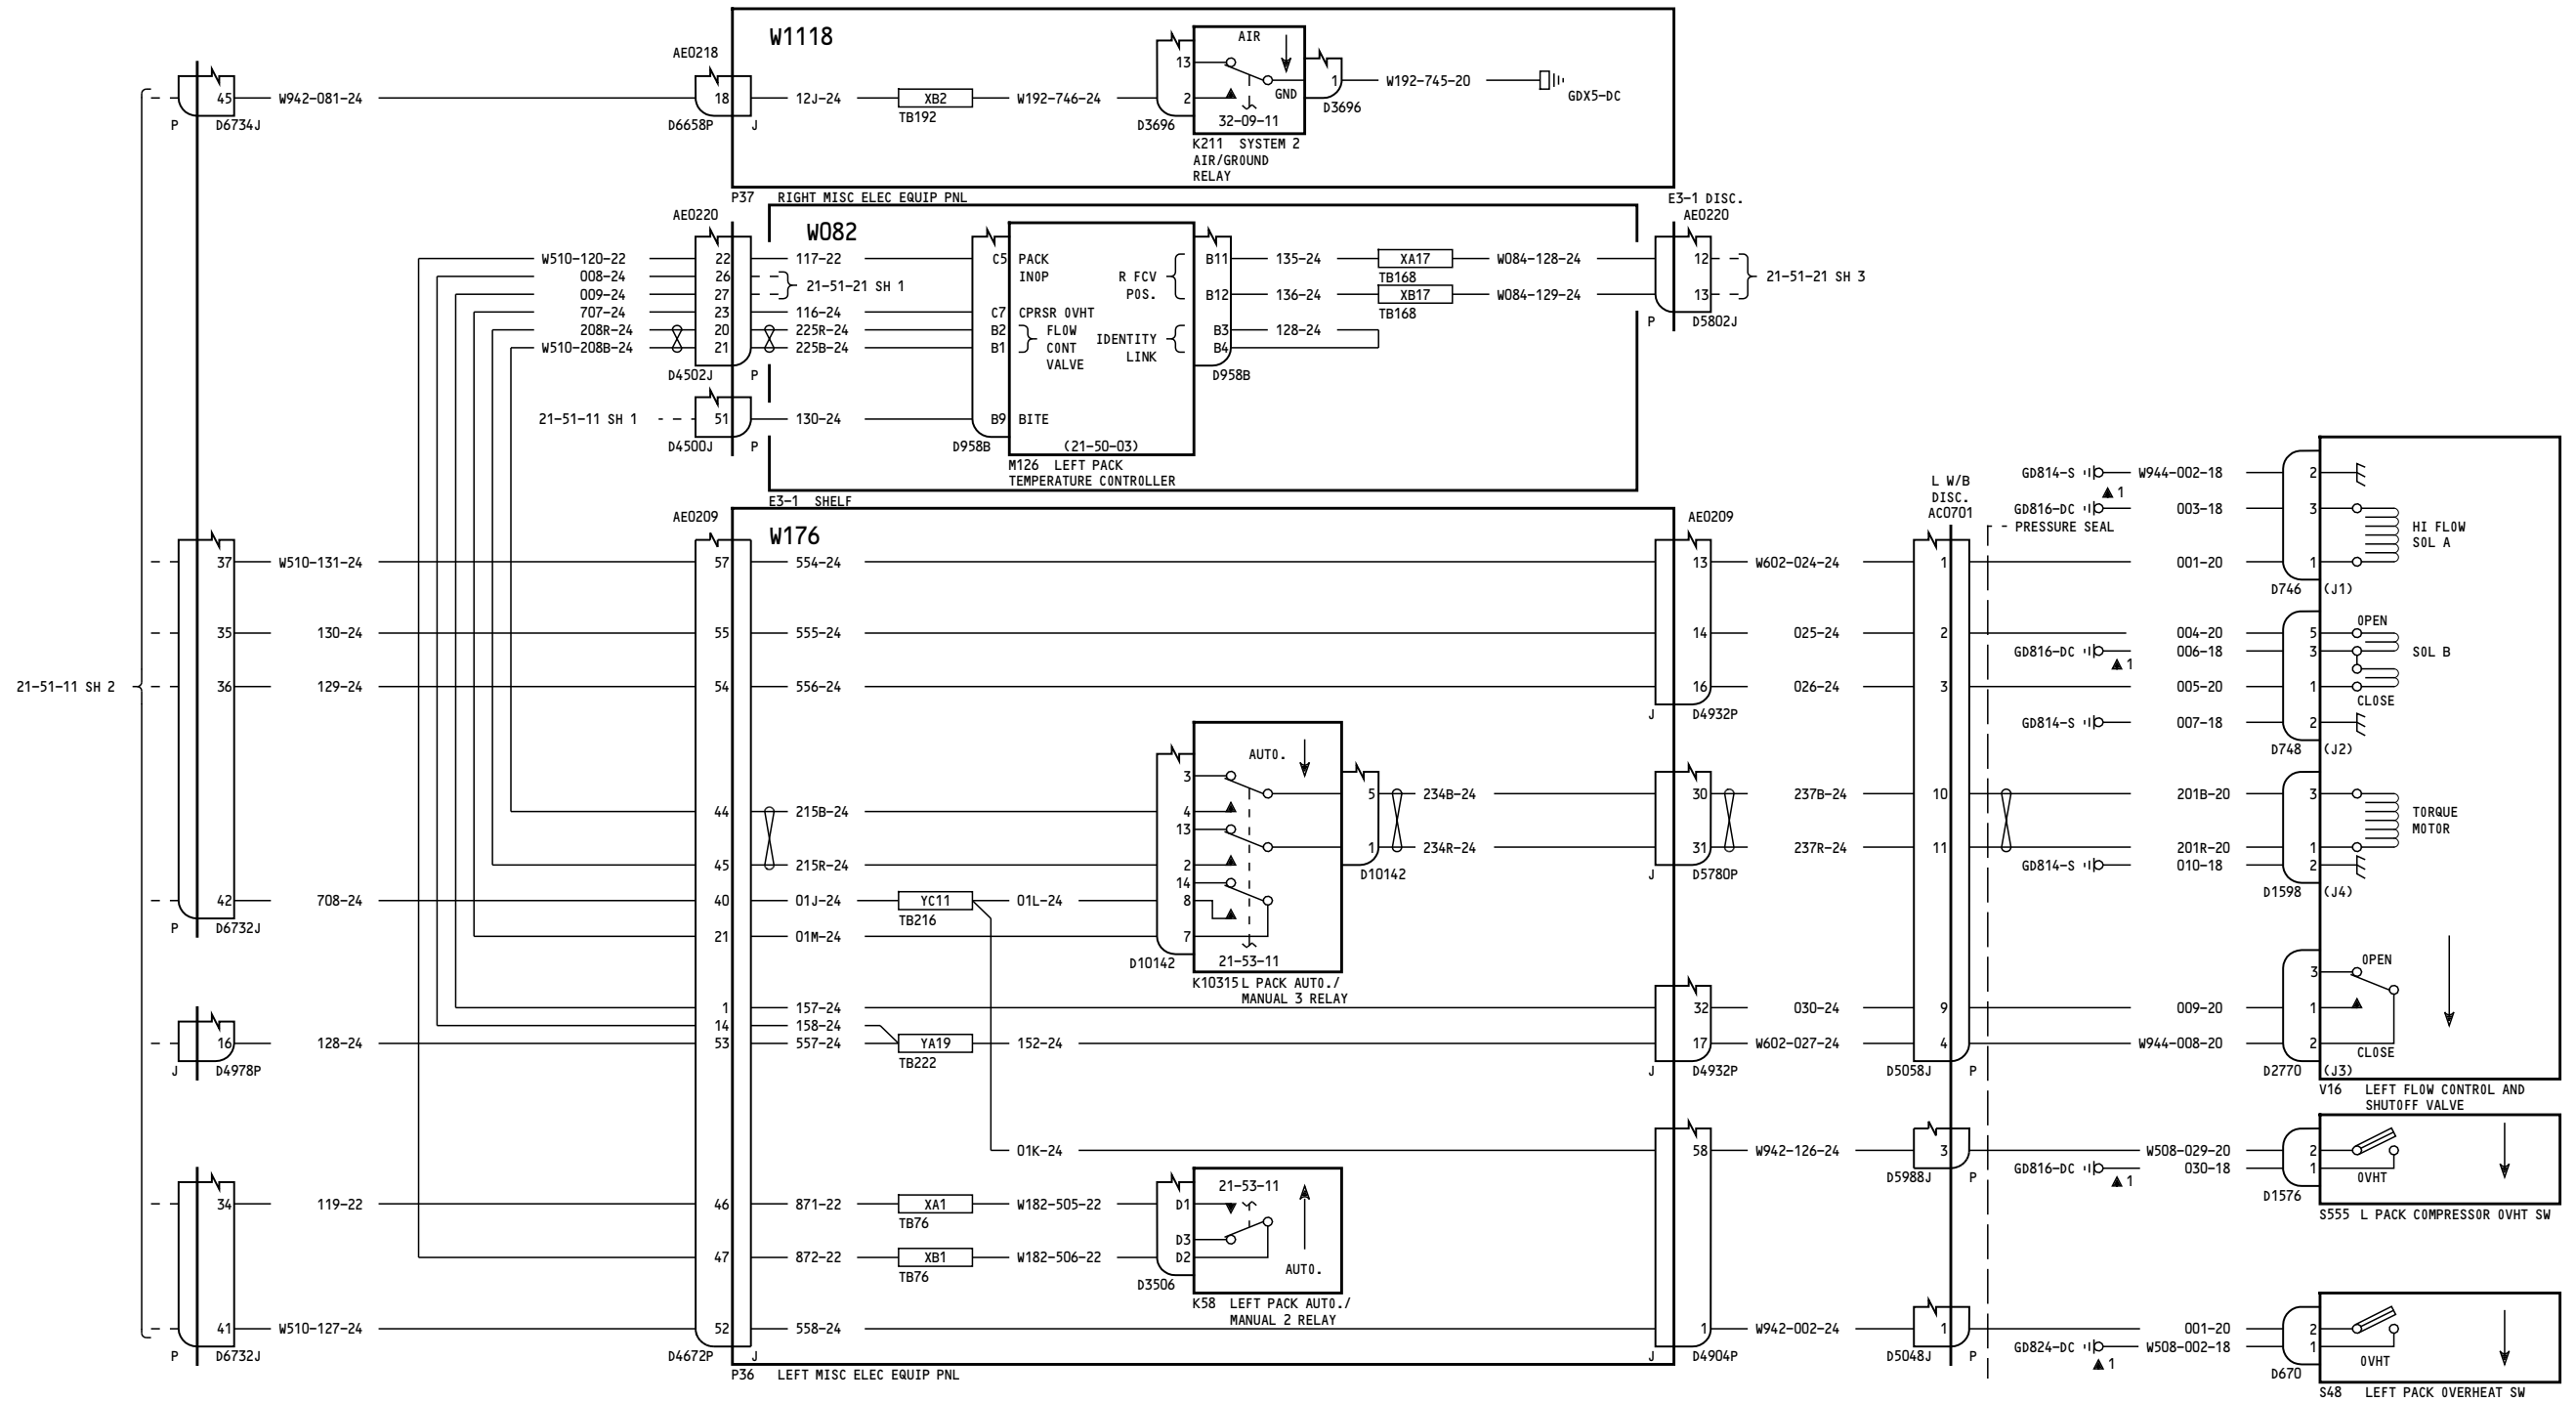 W1118
AE0218
AIR
13
45
W942-081-24
18
12J-24
XB2
W192-746-24
2
GND
1
W192-745-20
GDX5-DC
P
D6734J
D6658P
J
TB192
D3696
32-09-11
D3696
K211 SYSTEM 2
AIR/GROUND
RELAY
P37 RIGHT MISC ELEC EQUIP PNL
E3-1 DISC.
AE0220
AE0220
W082
W510-120-22
22
117-22
C5
PACK
INOP
R FCV
POS.
B11
135-24
XA17
TB168
W084-128-24
12
008-24
26
21-51-21 SH 1
21-51-21 SH 3
009-24
27
B12
136-24
XB17
TB168
W084-129-24
13
707-24
23
116-24
C7
CPRSR OVHT
P
D5802J
208R-24
20
225R-24
B2
FLOW
CONT
VALVE
IDENTITY
LINK
B3
128-24
W510-208B-24
21
225B-24
B1
B4
D4502J
P
D958B
21-51-11 SH 1
51
130-24
B9
BITE
D4500J
P
D958B
(21-50-03)
M126 LEFT PACK
TEMPERATURE CONTROLLER
E3-1 SHELF
AE0209
W176
AE0209
L W/B
DISC.
AC0701
PRESSURE SEAL
GD814-S
W944-002-18
2
1
GD816-DC
003-18
3
HI FLOW
SOL A
37
W510-131-24
57
554-24
13
W602-024-24
1
001-20
1
D746
(J1)
OPEN
35
130-24
55
555-24
14
025-24
2
004-20
5
GD816-DC
1
006-18
3
SOL B
21-51-11 SH 2
36
129-24
54
556-24
16
026-24
3
005-20
1
CLOSE
J
D4932P
GD814-S
007-18
2
D748
(J2)
AUTO.
3
5
234B-24
30
237B-24
10
201B-20
3
TORQUE
MOTOR
44
215B-24
4
13
1
234R-24
31
237R-24
11
201R-20
1
45
215R-24
2
D10142
J
D5780P
GD814-S
010-18
2
D1598
(J4)
14
42
708-24
40
01J-24
YC11
TB216
01L-24
8
P
D6732J
21
01M-24
7
D10142
21-53-11
K10315 L PACK AUTO./
MANUAL 3 RELAY
OPEN
3
1
157-24
32
030-24
9
009-20
1
14
158-24
16
128-24
53
557-24
YA19
TB222
152-24
17
W602-027-24
4
W944-008-20
2
CLOSE
J
D4978P
J
D4932P
D5058J
P
D2770
(J3)
V16 LEFT FLOW CONTROL AND
SHUTOFF VALVE
01K-24
58
W942-126-24
3
W508-029-20
2
D5988J
P
GD816-DC
1
030-18
1
OVHT
D1576
S555 L PACK COMPRESSOR OVHT SW
21-53-11
34
119-22
46
871-22
XA1
TB76
W182-505-22
D1
D3
47
872-22
XB1
TB76
W182-506-22
D2
AUTO.
D3506
K58 LEFT PACK AUTO./
MANUAL 2 RELAY
41
W510-127-24
52
558-24
1
W942-002-24
1
001-20
2
GD824-DC
1
W508-002-18
1
OVHT
P
D6732J
D4672P
J
J
D4904P
D5048J
P
D670
P36 LEFT MISC ELEC EQUIP PNL
S48 LEFT PACK OVERHEAT SW